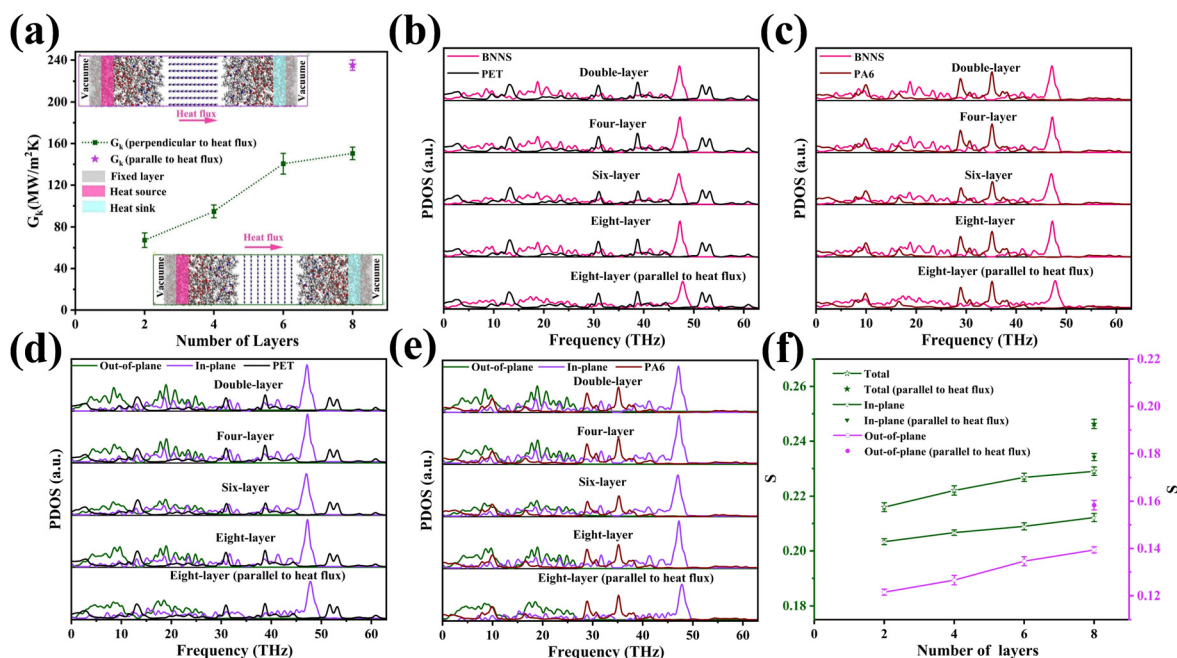 (a)
G_k(MW/m²K)
240
200
160
120
80
40
0
0
2
4
6
8
Number of Layers
Vacuume
Vacuume
Heat flux
G_k (perpendicular to heat flux)
G_k (paralle to heat flux)
Fixed layer
Heat source
Heat sink
Heat flux
Vacuume
Vacuume
(b)
BNNS
PET
Double-layer
Four-layer
Six-layer
Eight-layer
Eight-layer (parallel to heat flux)
PDOS (a.u.)
0 10 20 30 40 50 60
Frequency (THz)
(c)
BNNS
PA6
Double-layer
Four-layer
Six-layer
Eight-layer
Eight-layer (parallel to heat flux)
PDOS (a.u.)
0 10 20 30 40 50 60
Frequency (THz)
(d)
Out-of-plane In-plane PET
Double-layer
Four-layer
Six-layer
Eight-layer
Eight-layer (parallel to heat flux)
PDOS (a.u.)
0 10 20 30 40 50 60
Frequency (THz)
(e)
Out-of-plane In-plane PA6
Double-layer
Four-layer
Six-layer
Eight-layer
Eight-layer (parallel to heat flux)
PDOS (a.u.)
0 10 20 30 40 50 60
Frequency (THz)
(f)
Total
Total (parallel to heat flux)
In-plane
In-plane (parallel to heat flux)
Out-of-plane
Out-of-plane (parallel to heat flux)
S
0.26
0.24
0.22
0.20
0.18
0 2 4 6 8
Number of layers
0.22
0.20
0.18
0.16
0.14
0.12
S